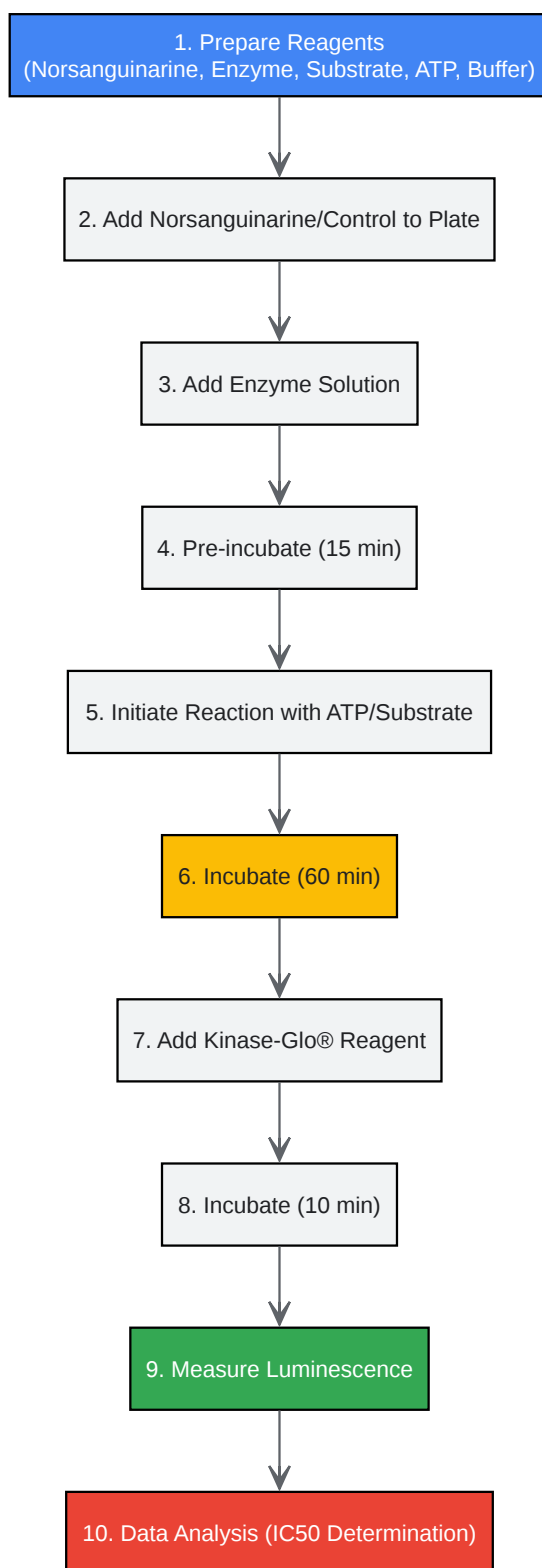 1. Prepare Reagents
(Norsanguinarine, Enzyme, Substrate, ATP, Buffer)
2. Add Norsanguinarine/Control to Plate
3. Add Enzyme Solution
4. Pre-incubate (15 min)
5. Initiate Reaction with ATP/Substrate
6. Incubate (60 min)
7. Add Kinase-Glo® Reagent
8. Incubate (10 min)
9. Measure Luminescence
10. Data Analysis (IC50 Determination)